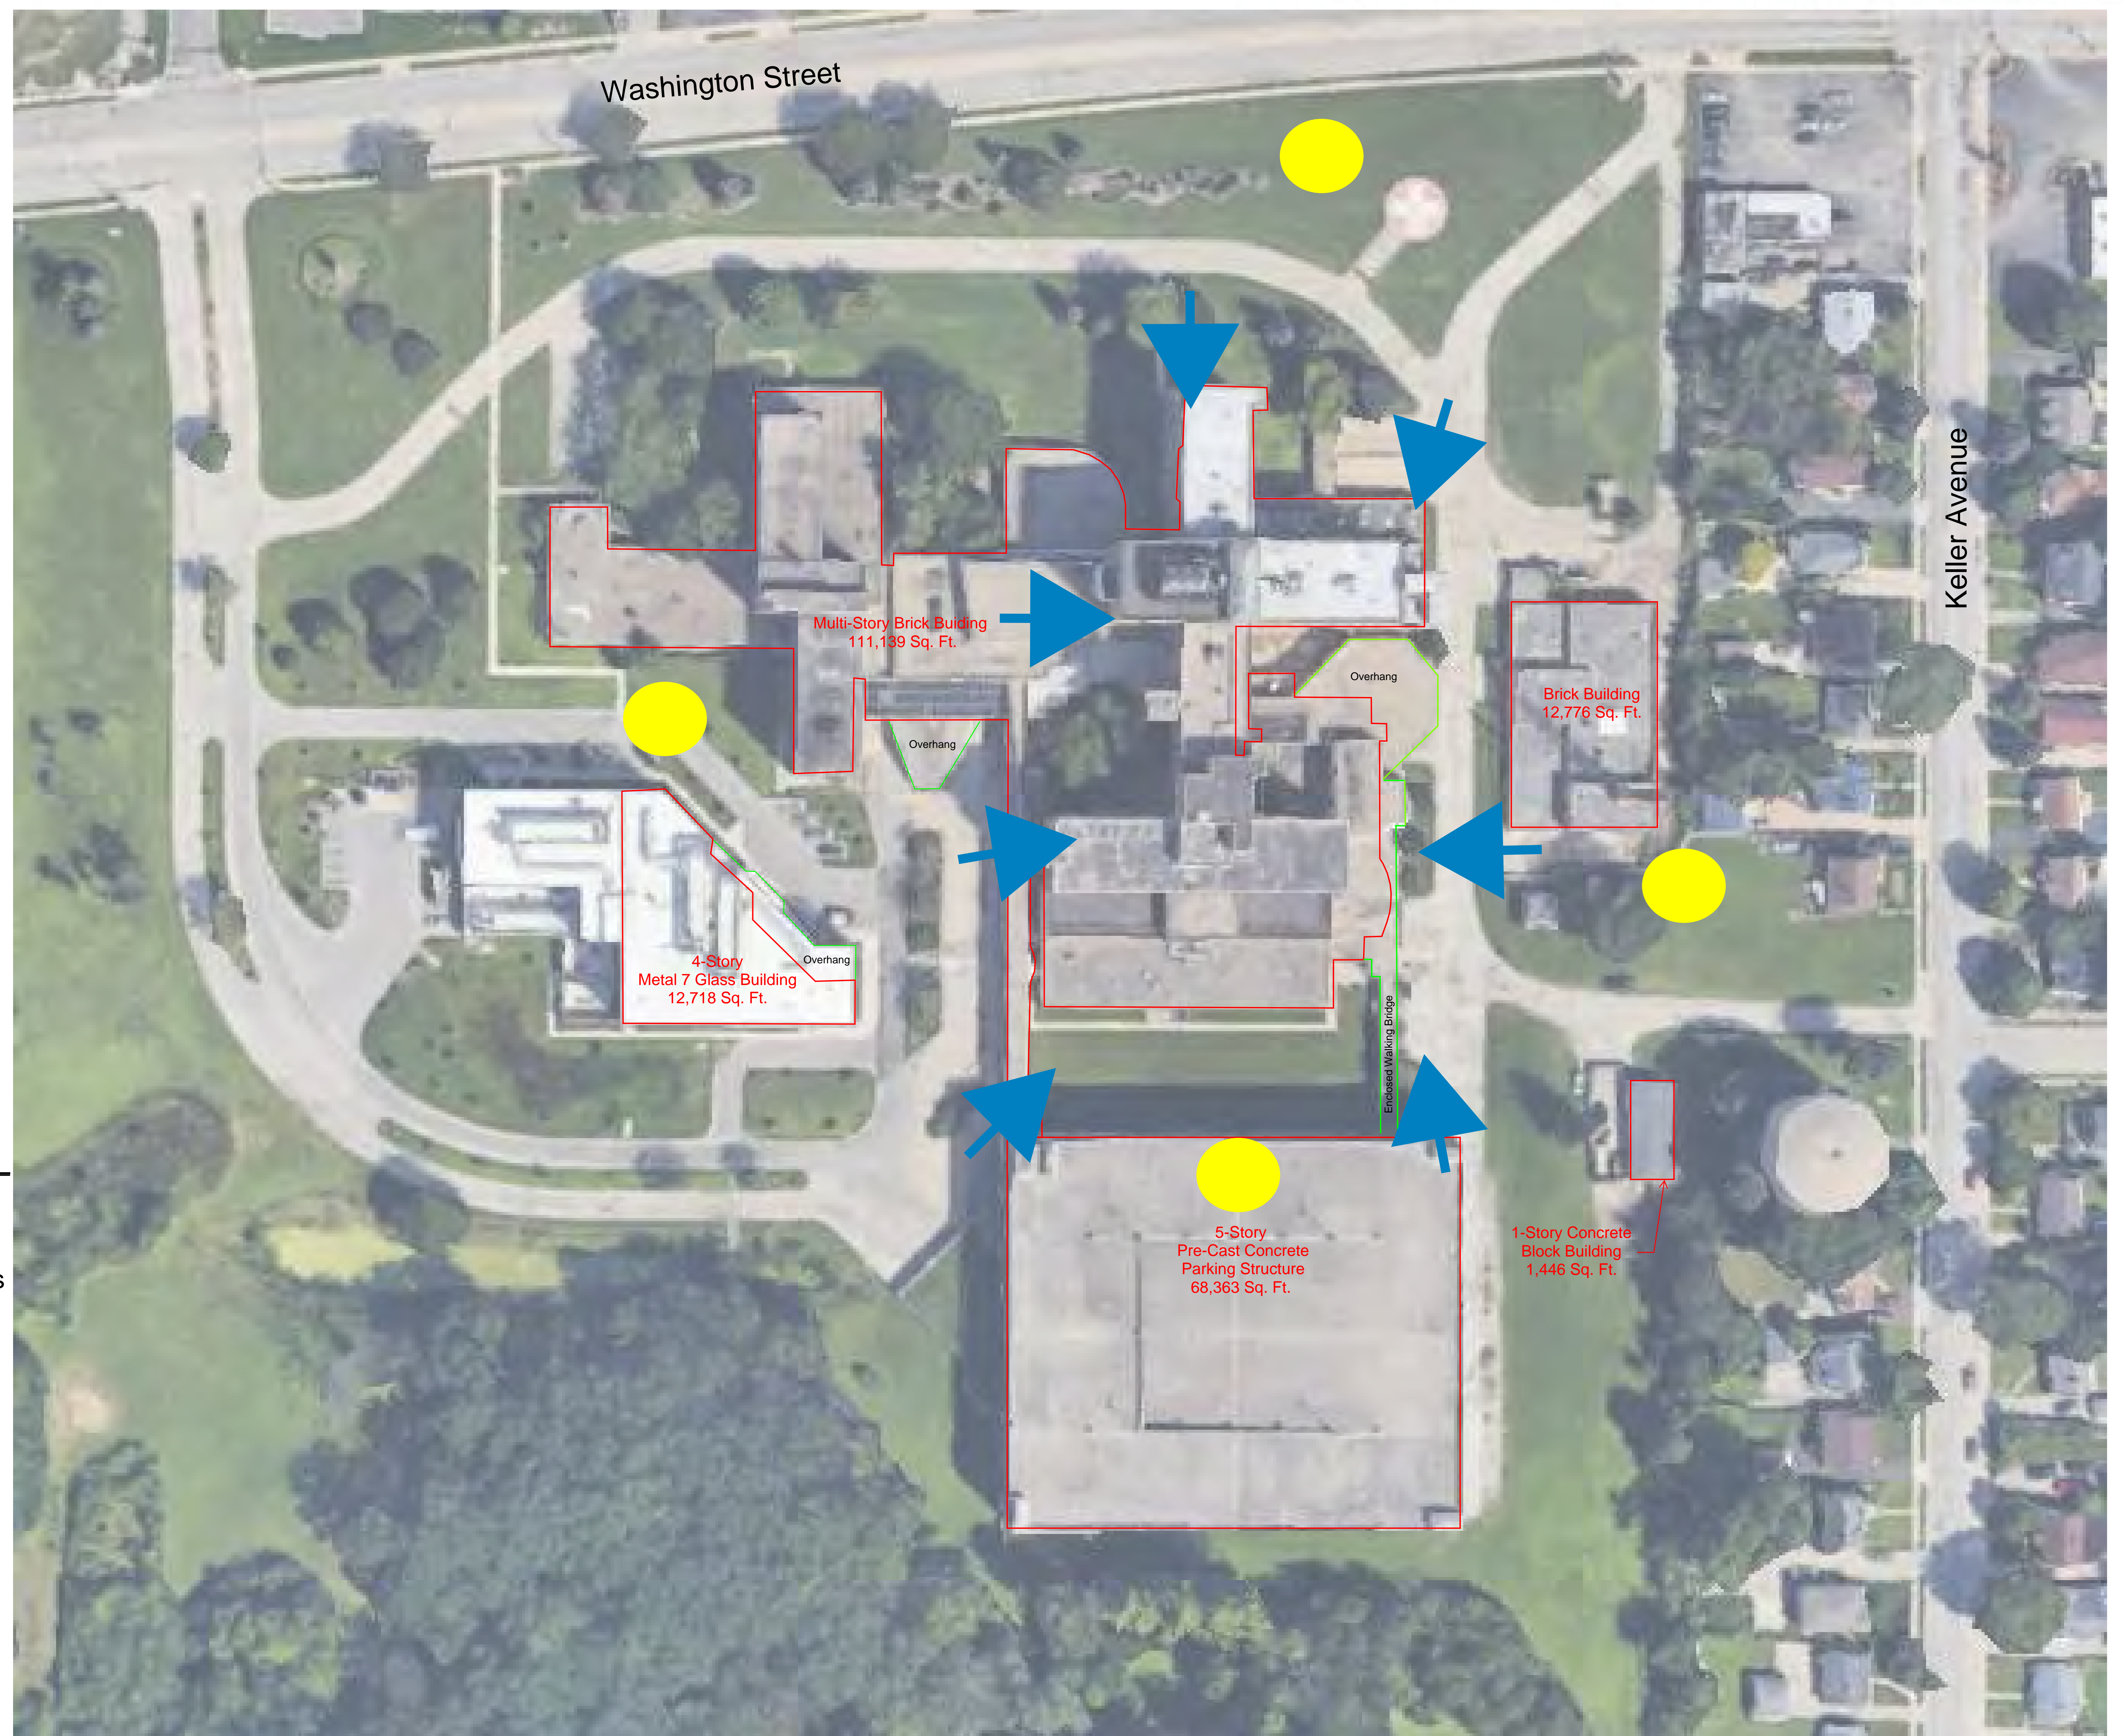 Washington Street
Keller Avenue
Multi-Story Brick Buiding
111,139 Sq. Ft.
Overhang
Brick Building
12,776 Sq. Ft.
Overhang
4-Story
Metal 7 Glass Building
12,718 Sq. Ft.
Overhang
Enclosed Walking Bridge
5-Story
Pre-Cast Concrete
Parking Structure
68,363 Sq. Ft.
1-Story Concrete
Block Building
1,446 Sq. Ft.
s